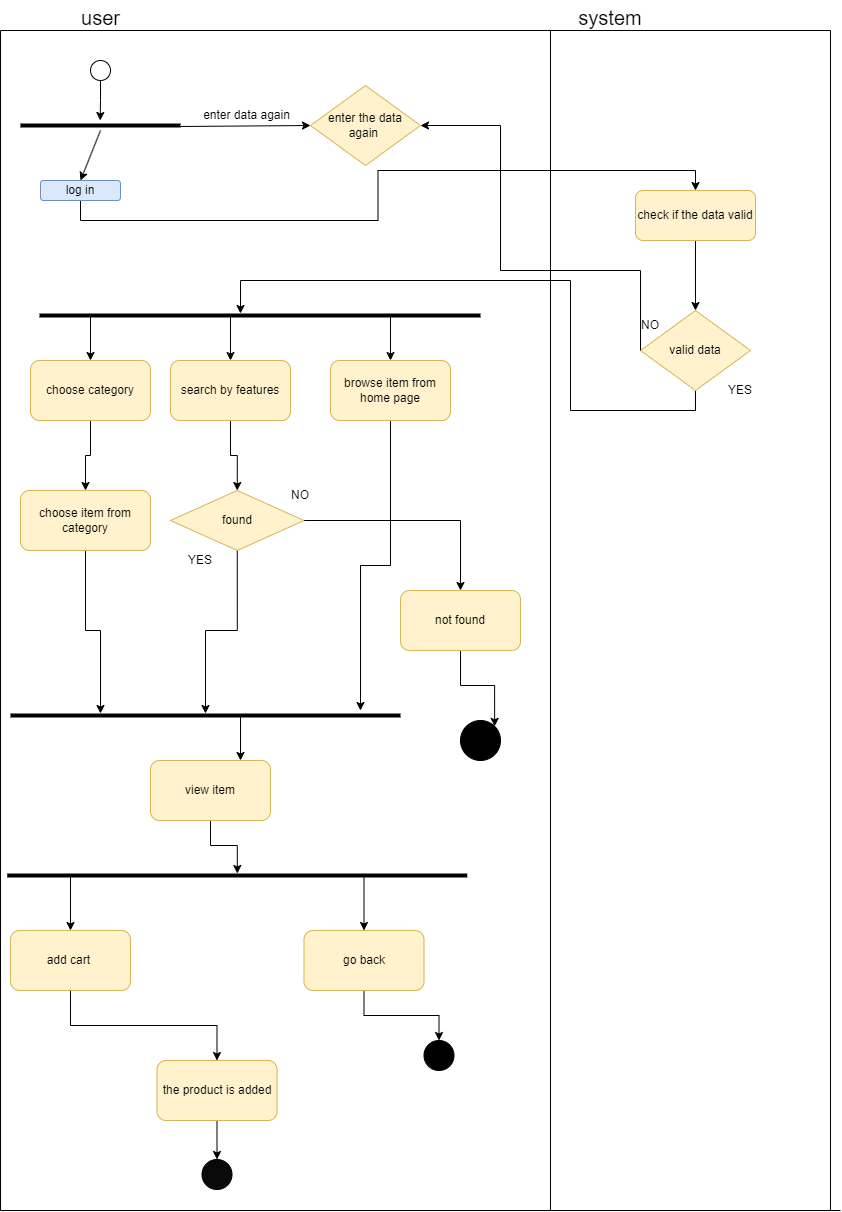 user
system
enter data again
enter the data
again
log in
check if the data valid
NO
valid data
YES
choose category
search by features
browse item from
home page
NO
choose item from
category
found
YES
not found
view item
add cart
go back
the product is added